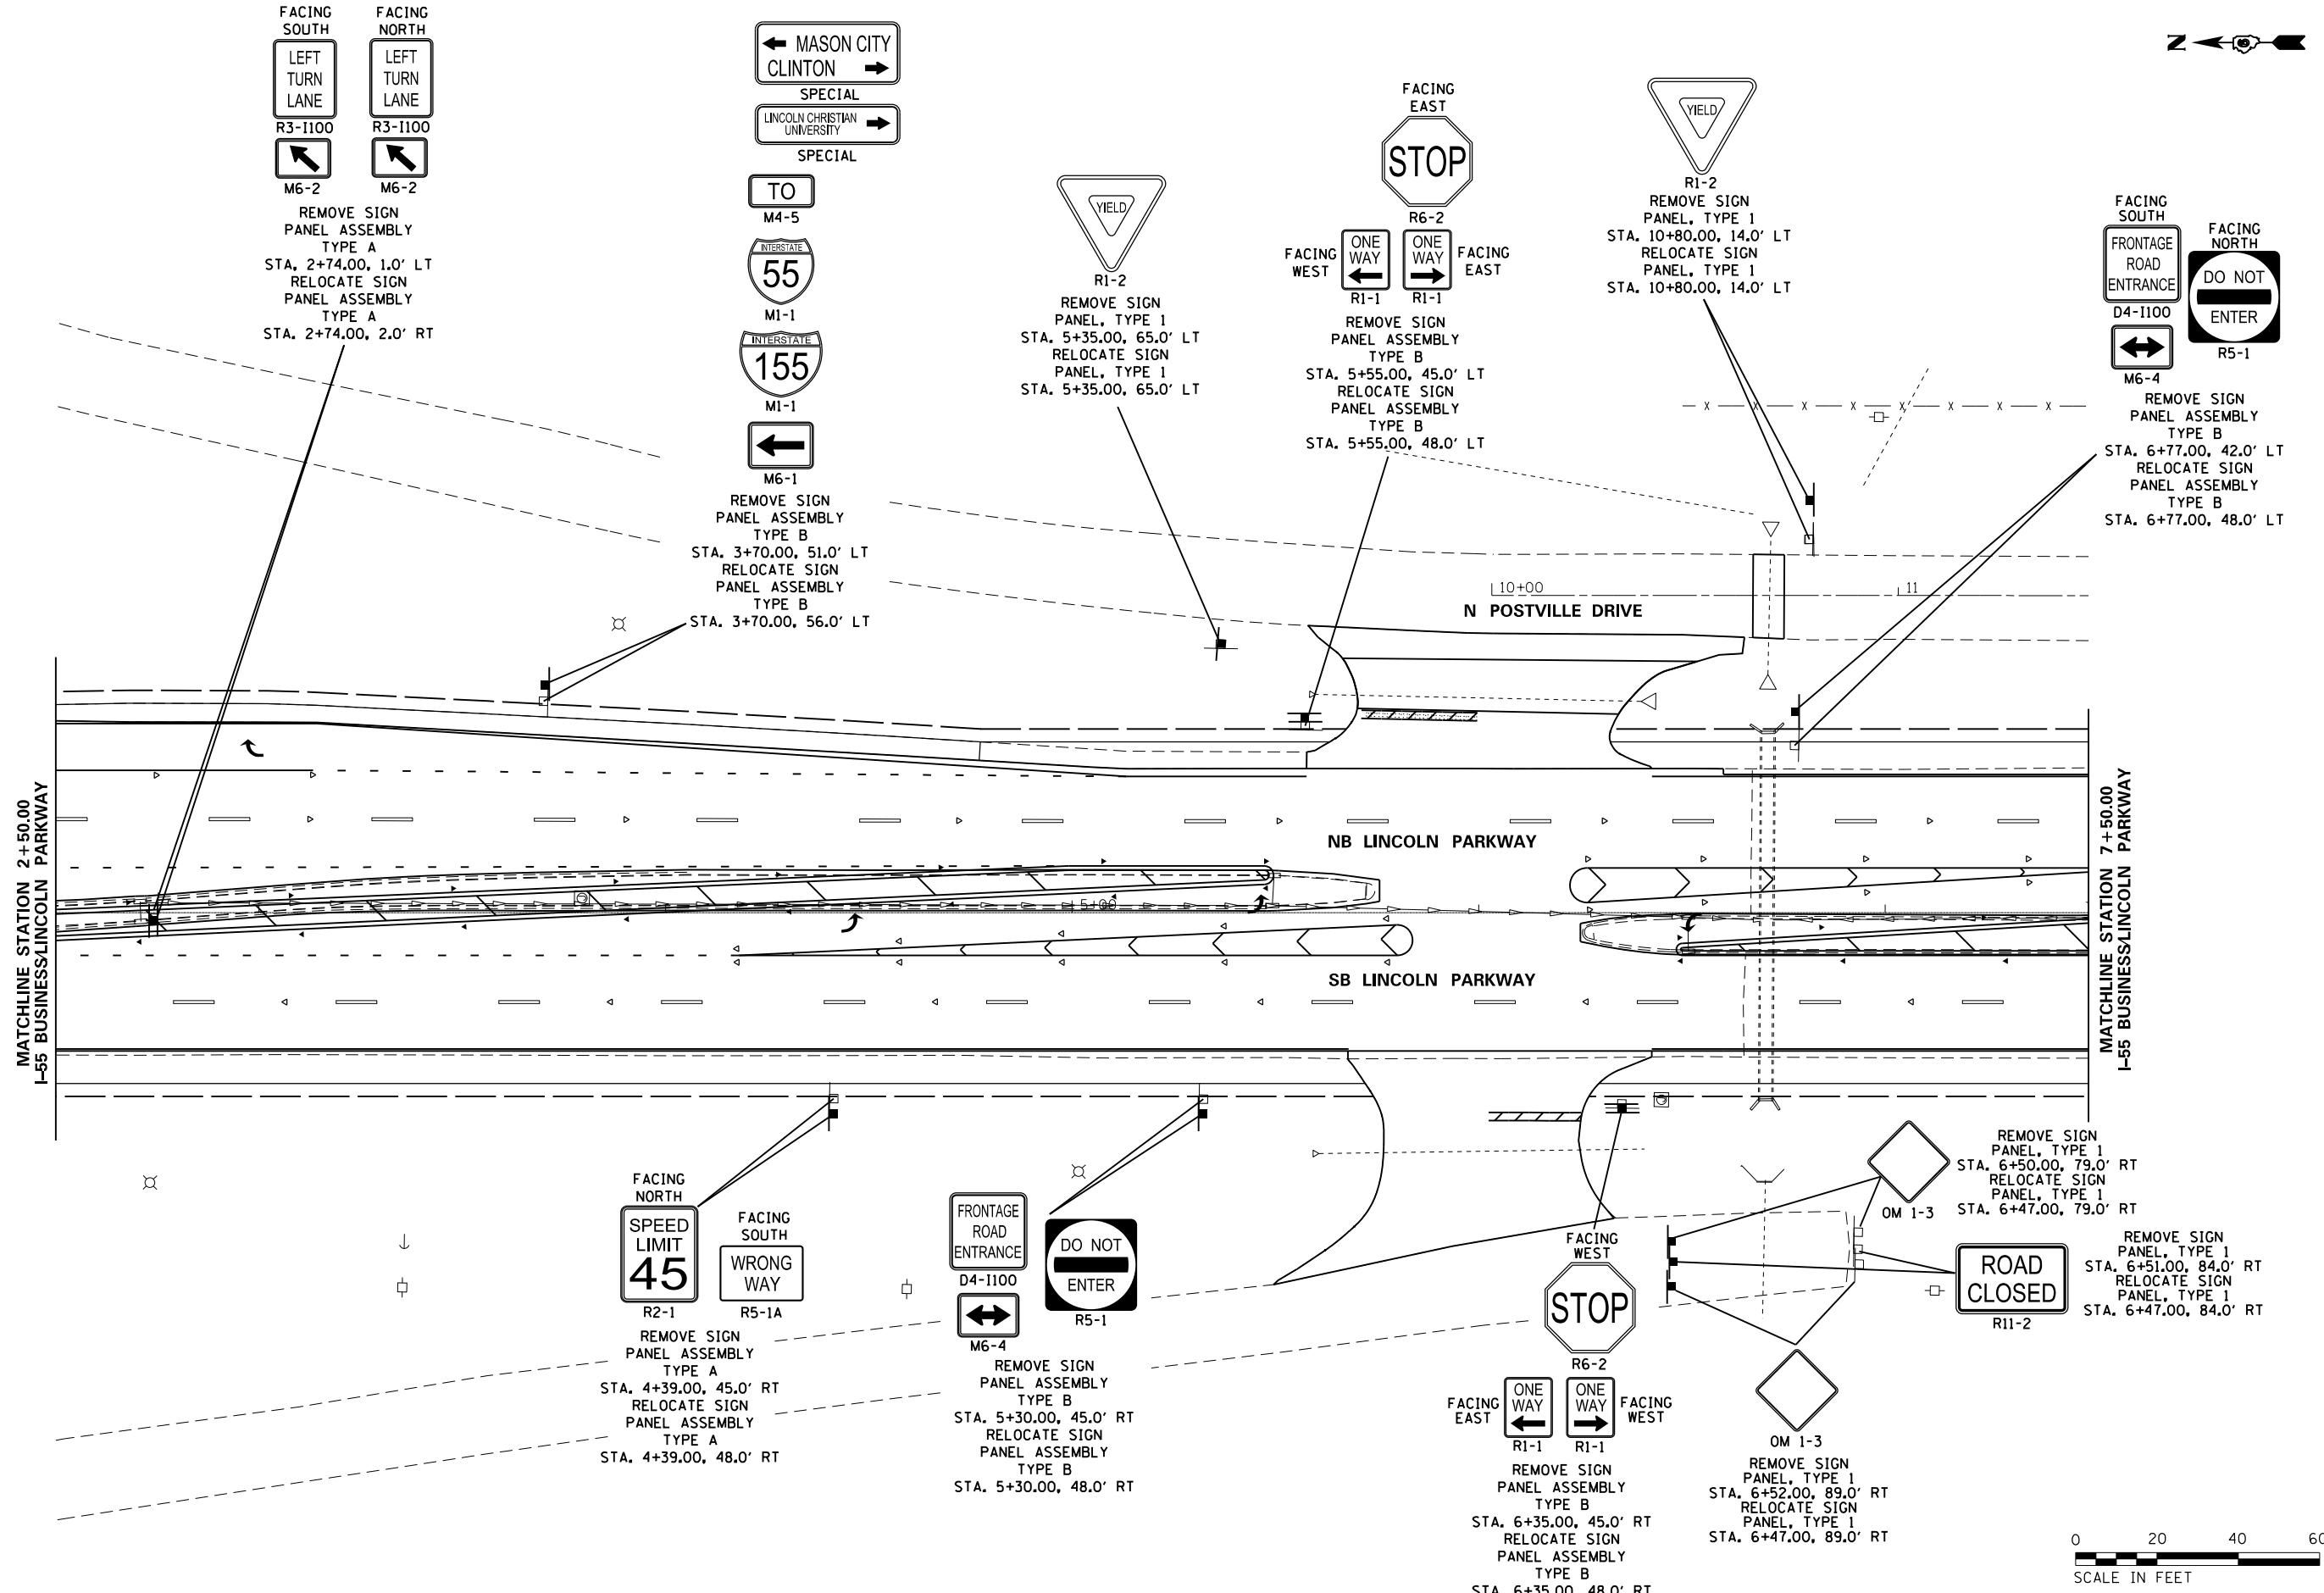 FACING
SOUTH
LEFT
TURN
LANE
R3-I100
M6-2
FACING
NORTH
LEFT
TURN
LANE
R3-I100
M6-2
REMOVE SIGN
PANEL ASSEMBLY
TYPE A
STA. 2+74.00, 1.0' LT
RELOCATE SIGN
PANEL ASSEMBLY
TYPE A
STA. 2+74.00, 2.0' RT
MASON CITY
CLINTON
SPECIAL
LINCOLN CHRISTIAN
UNIVERSITY
SPECIAL
TO
M4-5
INTERSTATE
55
M1-1
INTERSTATE
155
M1-1
M6-1
REMOVE SIGN
PANEL ASSEMBLY
TYPE B
STA. 3+70.00, 51.0' LT
RELOCATE SIGN
PANEL ASSEMBLY
TYPE B
STA. 3+70.00, 56.0' LT
YIELD
R1-2
REMOVE SIGN
PANEL, TYPE 1
STA. 5+35.00, 65.0' LT
RELOCATE SIGN
PANEL, TYPE 1
STA. 5+35.00, 65.0' LT
FACING
EAST
STOP
R6-2
FACING
WEST
ONE
WAY
R1-1
ONE
WAY
R1-1
FACING
EAST
REMOVE SIGN
PANEL ASSEMBLY
TYPE B
STA. 5+55.00, 45.0' LT
RELOCATE SIGN
PANEL ASSEMBLY
TYPE B
STA. 5+55.00, 48.0' LT
YIELD
R1-2
REMOVE SIGN
PANEL, TYPE 1
STA. 10+80.00, 14.0' LT
RELOCATE SIGN
PANEL, TYPE 1
STA. 10+80.00, 14.0' LT
N
FACING
SOUTH
FRONTAGE
ROAD
ENTRANCE
D4-I100
M6-4
FACING
NORTH
DO NOT
ENTER
R5-1
REMOVE SIGN
PANEL ASSEMBLY
TYPE B
STA. 6+77.00, 42.0' LT
RELOCATE SIGN
PANEL ASSEMBLY
TYPE B
STA. 6+77.00, 48.0' LT
X X X X X X X X
10+00
11
N POSTVILLE DRIVE
MATCHLINE STATION 2+50.00
I-55 BUSINESS/LINCOLN PARKWAY
NB LINCOLN PARKWAY
5+00
SB LINCOLN PARKWAY
MATCHLINE STATION 7+50.00
I-55 BUSINESS/LINCOLN PARKWAY
FACING
NORTH
SPEED
LIMIT
45
R2-1
FACING
SOUTH
WRONG
WAY
R5-1A
REMOVE SIGN
PANEL ASSEMBLY
TYPE A
STA. 4+39.00, 45.0' RT
RELOCATE SIGN
PANEL ASSEMBLY
TYPE A
STA. 4+39.00, 48.0' RT
FRONTAGE
ROAD
ENTRANCE
D4-I100
M6-4
DO NOT
ENTER
R5-1
REMOVE SIGN
PANEL ASSEMBLY
TYPE B
STA. 5+30.00, 45.0' RT
RELOCATE SIGN
PANEL ASSEMBLY
TYPE B
STA. 5+30.00, 48.0' RT
FACING
WEST
STOP
R6-2
FACING
EAST
ONE
WAY
R1-1
ONE
WAY
R1-1
FACING
WEST
REMOVE SIGN
PANEL ASSEMBLY
TYPE B
STA. 6+35.00, 45.0' RT
RELOCATE SIGN
PANEL ASSEMBLY
TYPE B
STA. 6+35.00, 48.0' RT
OM 1-3
REMOVE SIGN
PANEL, TYPE 1
STA. 6+50.00, 79.0' RT
RELOCATE SIGN
PANEL, TYPE 1
STA. 6+47.00, 79.0' RT
ROAD
CLOSED
R11-2
REMOVE SIGN
PANEL, TYPE 1
STA. 6+51.00, 84.0' RT
RELOCATE SIGN
PANEL, TYPE 1
STA. 6+47.00, 84.0' RT
OM 1-3
REMOVE SIGN
PANEL, TYPE 1
STA. 6+52.00, 89.0' RT
RELOCATE SIGN
PANEL, TYPE 1
STA. 6+47.00, 89.0' RT
0 20 40 60
SCALE IN FEET